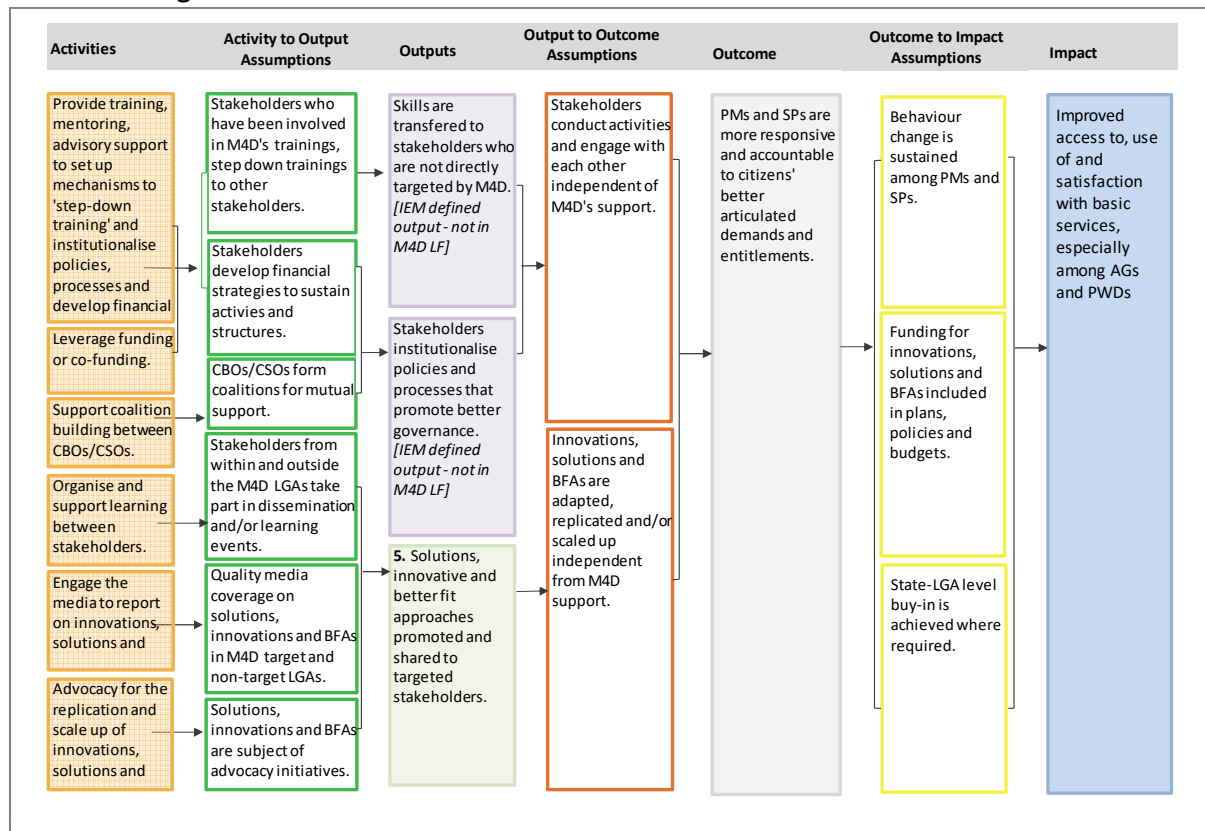 Activities
Activity to Output
Assumptions
Outputs
Output to Outcome
Assumptions
Outcome
Outcome to Impact
Assumptions
Impact
Provide training,
mentoring,
advisory support
to set up
mechanisms to
'step-down
training' and
institutionalise
policies,
processes and
develop financial
Leverage funding
or co-funding.
Support coalition
building between
CBOs/CSOs.
Organise and
support learning
between
stakeholders.
Engage the
media to report
on innovations,
solutions and
Advocacy for the
replication and
scale up of
innovations,
solutions and
Stakeholders who
have been involved
in M4D's trainings,
step down trainings
to other
stakeholders.
Stakeholders
develop financial
strategies to sustain
activies and
structures.
CBOs/CSOs form
coalitions for mutual
support.
Stakeholders from
within and outside
the M4D LGAs take
part in dissemination
and/or learning
events.
Quality media
coverage on
solutions,
innovations and BFAs
in M4D target and
non-target LGAs.
Solutions,
innovations and BFAs
are subject of
advocacy initiatives.
Skills are
transferred to
stakeholders who
are not directly
targeted by M4D.
[IEM defined
output - not in
M4D LF]
Stakeholders
institutionalise
policies and
processes that
promote better
governance.
[IEM defined
output - not in
M4D LF]
5. Solutions,
innovative and
better fit
approaches
promoted and
shared to
targeted
stakeholders.
Stakeholders
conduct activities
and engage with
each other
independent of
M4D's support.
Innovations,
solutions and
BFAs are
adapted,
replicated and/or
scaled up
independent
from M4D
support.
PMs and SPs are
more responsive
and accountable
to citizens'
better
articulated
demands and
entitlements.
Behaviour
change is
sustained
among PMs and
SPs.
Funding for
innovations,
solutions and
BFAs included
in plans,
policies and
budgets.
State-LGA level
buy-in is
achieved where
required.
Improved
access to, use
of and
satisfaction
with basic
services,
especially
among AGs
and PWDs